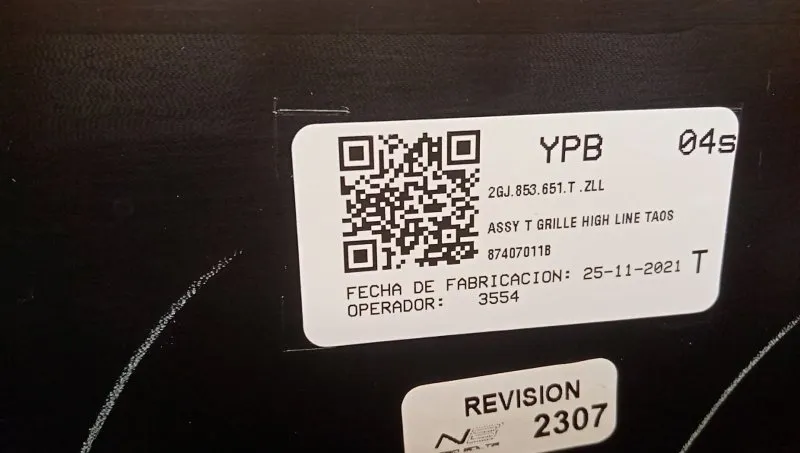 YPB 04s
2GJ.853.651.T .ZLL
ASSY T GRILLE HIGH LINE TAOS
87407011B
FECHA DE FABRICACION: 25-11-2021 T
OPERADOR: 3554
REVISION
2307